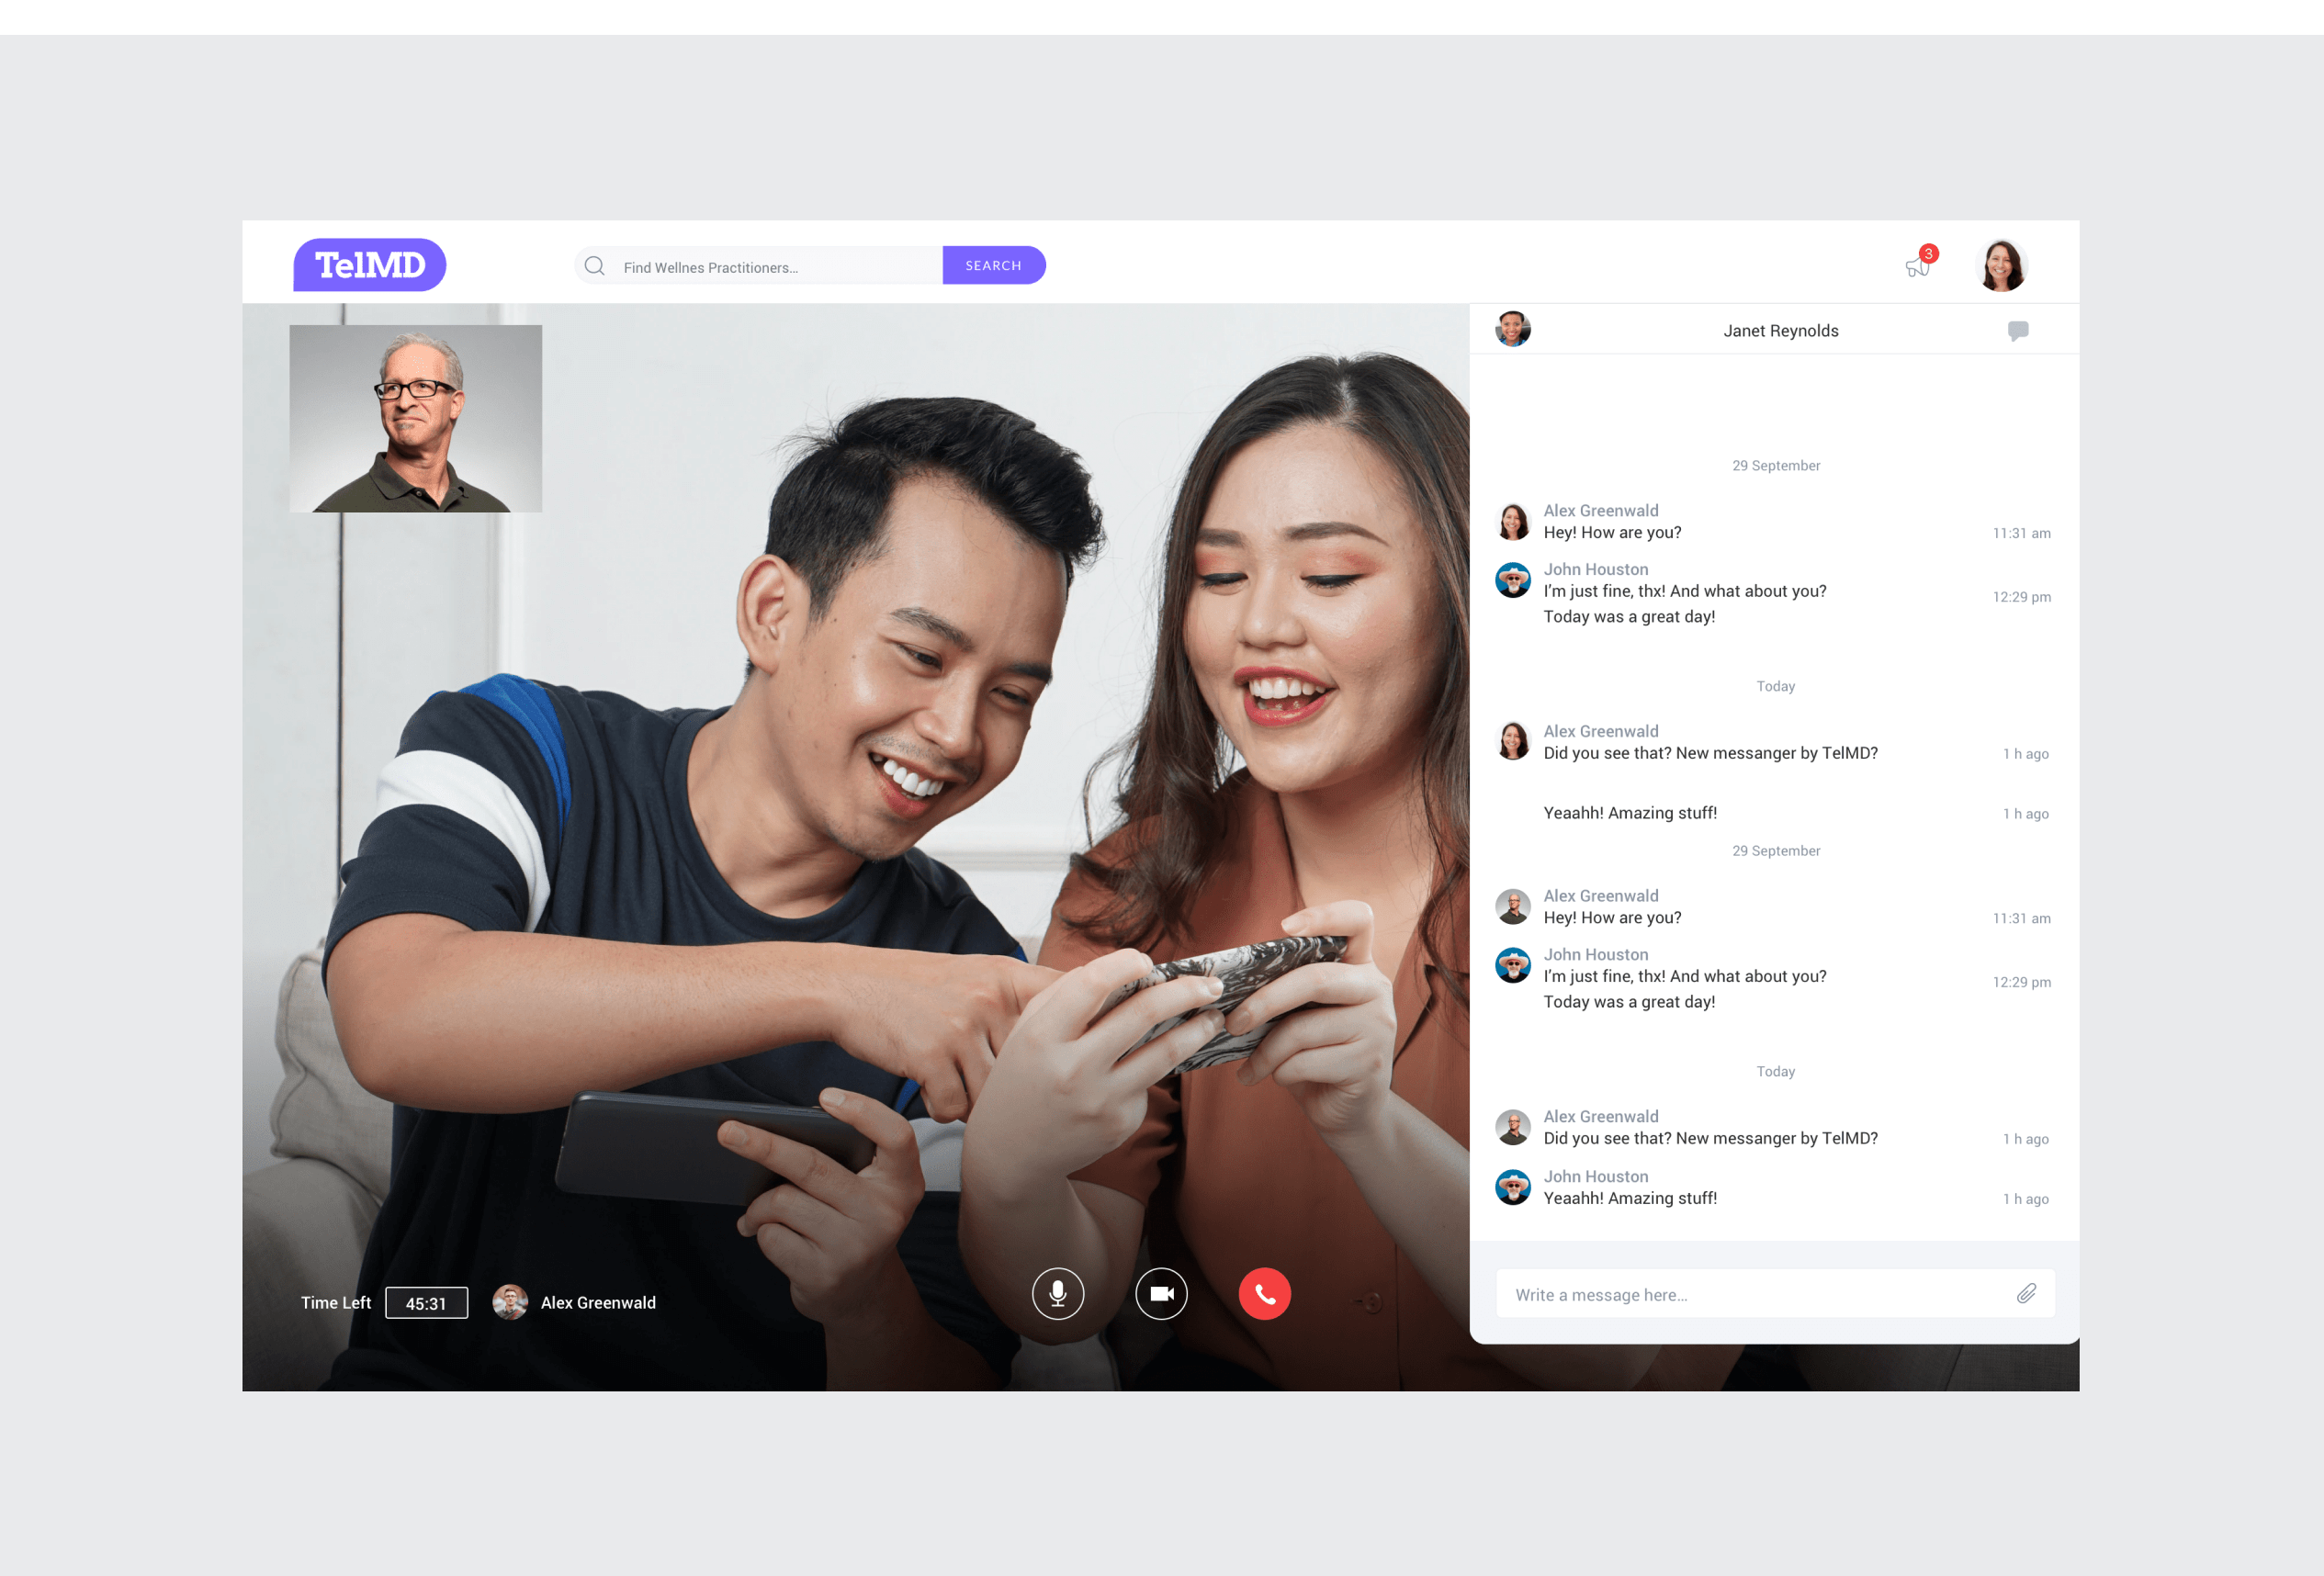 TelMD
Find Wellnes Practitioners...
SEARCH
3
Janet Reynolds
29 September
Alex Greenwald
Hey! How are you?
11:31 am
John Houston
I'm just fine, thx! And what about you?
Today was a great day!
12:29 pm
Today
Alex Greenwald
Did you see that? New messanger by TelMD?
1 h ago
Yeaahh! Amazing stuff!
1 h ago
29 September
Alex Greenwald
Hey! How are you?
11:31 am
John Houston
I'm just fine, thx! And what about you?
Today was a great day!
12:29 pm
Today
Alex Greenwald
Did you see that? New messanger by TelMD?
1 h ago
John Houston
Yeaahh! Amazing stuff!
1 h ago
Write a message here...
Time Left
45:31
Alex Greenwald